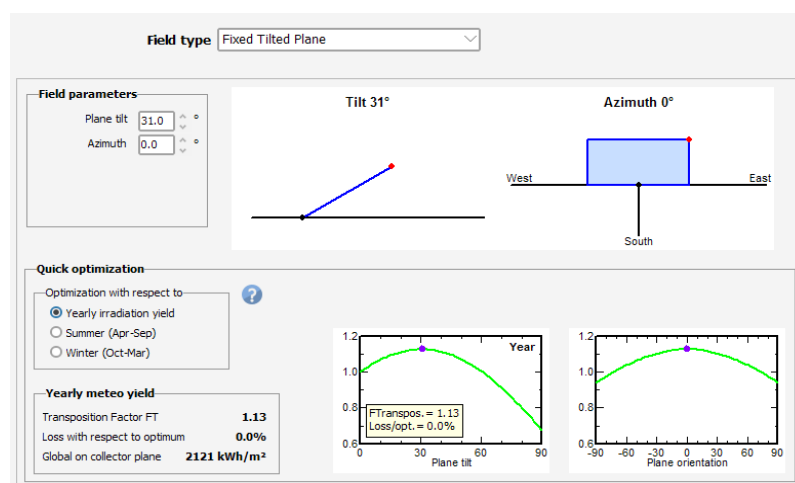 Field type Fixed Tilted Plane
Field parameters
Plane tilt 31.0 °
Azimuth 0.0 °
Tilt 31°
Azimuth 0°
West
East
South
Quick optimization
Optimization with respect to
Yearly irradiation yield
Summer (Apr-Sep)
Winter (Oct-Mar)
?
Yearly meteo yield
Transposition Factor FT 1.13
Loss with respect to optimum 0.0%
Global on collector plane 2121 kWh/m²
Year
1.2
1.0
0.8
0.6
FTranspos.= 1.13
Loss/opt.= 0.0%
0 30 60 90
Plane tilt
1.2
1.0
0.8
0.6
-90 -60 -30 0 30 60 90
Plane orientation